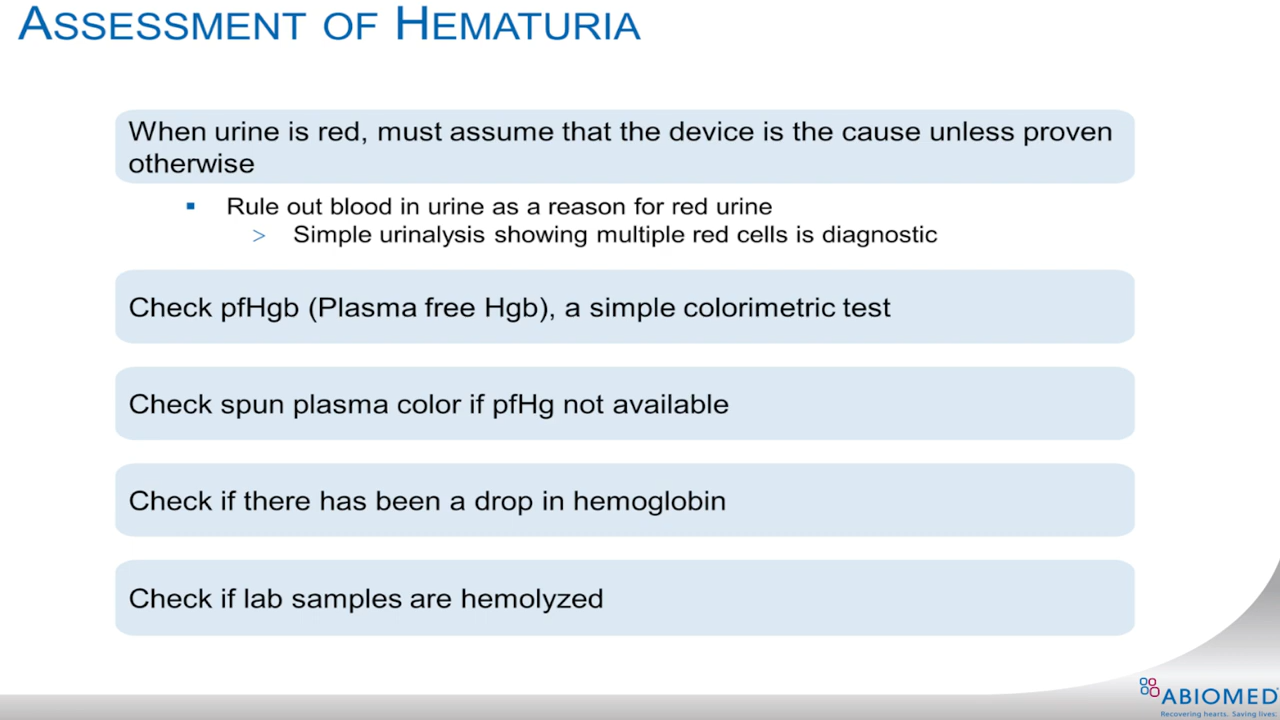 ASSESSMENT OF HEMATURIA
When urine is red, must assume that the device is the cause unless proven
otherwise
▪ Rule out blood in urine as a reason for red urine
> Simple urinalysis showing multiple red cells is diagnostic
Check pfHgb (Plasma free Hgb), a simple colorimetric test
Check spun plasma color if pfHg not available
Check if there has been a drop in hemoglobin
Check if lab samples are hemolyzed
ABIOMED
Recovering hearts. Saving lives.